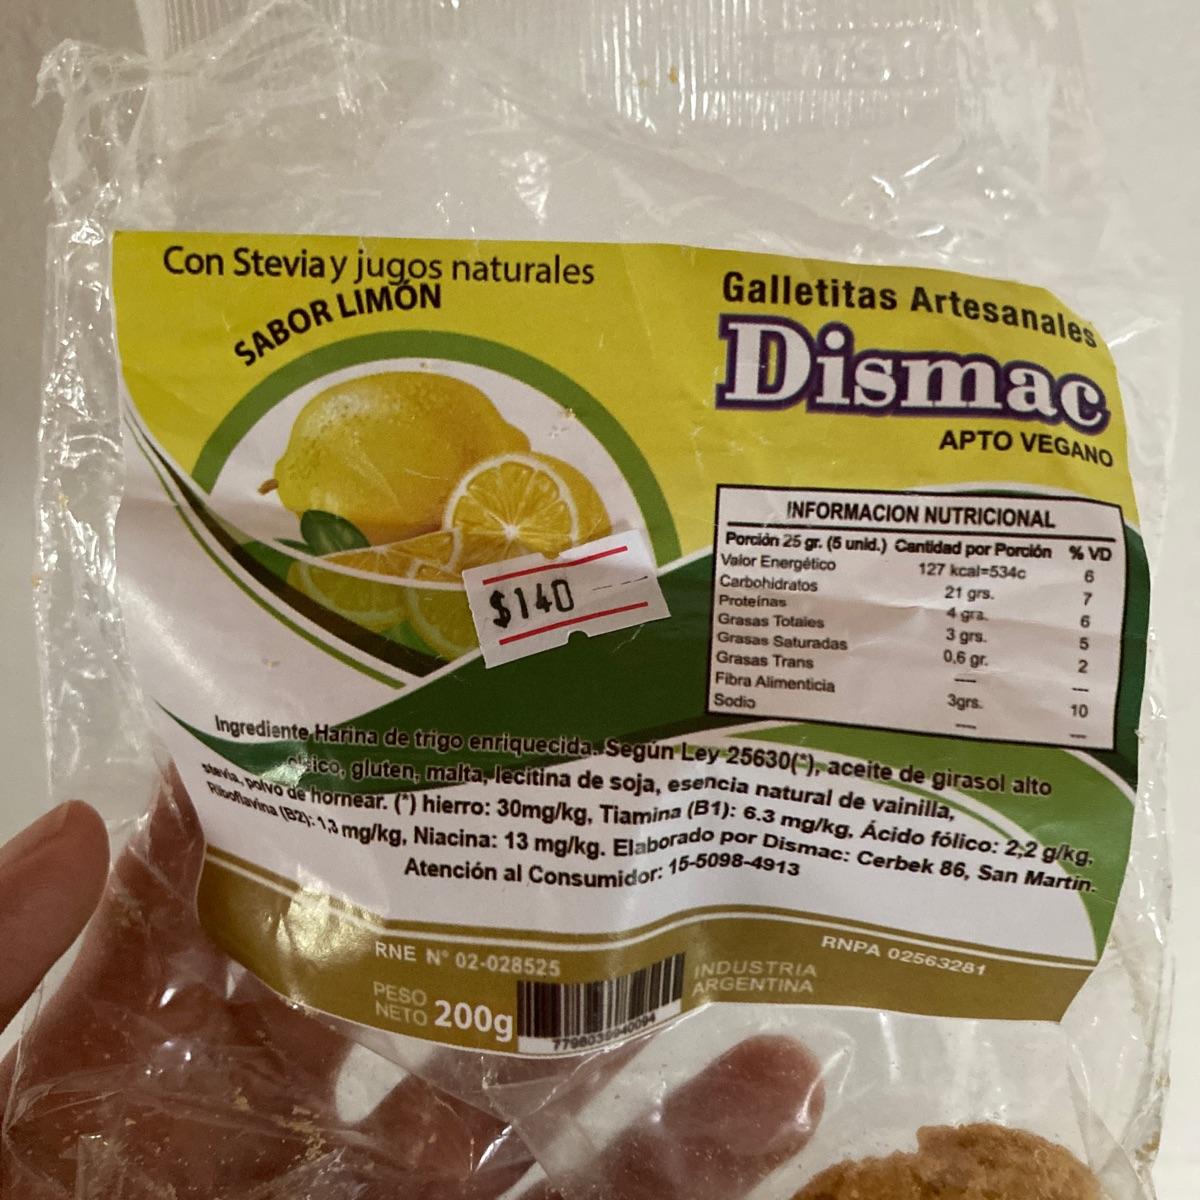 Con Stevia y jugos naturales
SABOR LIMÓN
Galletitas Artesanales
Dismac
APTO VEGANO
$140
INFORMACION NUTRICIONAL
Porción 25 gr. (5 unid.) Cantidad por Porción % VD
Valor Energético 127 kcal=534c 6
Carbohidratos 21 grs. 7
Proteínas 4 gra. 6
Grasas Totales 3 grs. 5
Grasas Saturadas 0,6 gr. 2
Grasas Trans --- ---
Fibra Alimenticia 3grs. 10
Sodio --- ---
Ingrediente Harina de trigo enriquecida. Según Ley 25630(*), aceite de girasol alto
oleico, gluten, malta, lecitina de soja, esencia natural de vainilla,
stevia, polvo de hornear. (*) hierro: 30mg/kg, Tiamina (B1): 6.3 mg/kg, Ácido fólico: 2,2 g/kg,
Riboflavina (B2): 1,3 mg/kg, Niacina: 13 mg/kg. Elaborado por Dismac: Cerbek 86, San Martín.
Atención al Consumidor: 15-5098-4913
RNE N° 02-028525
RNPA 02563281
PESO
NETO 200g
INDUSTRIA
ARGENTINA